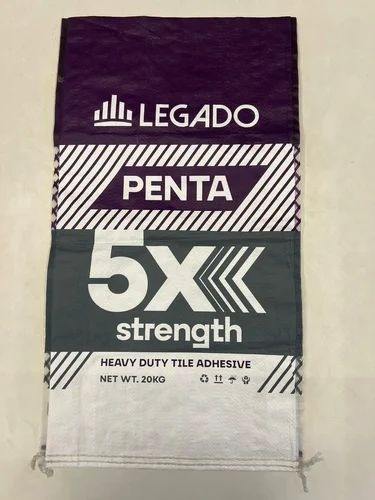 LEGADO
PENTA
5X
strength
HEAVY DUTY TILE ADHESIVE
NET WT. 20KG